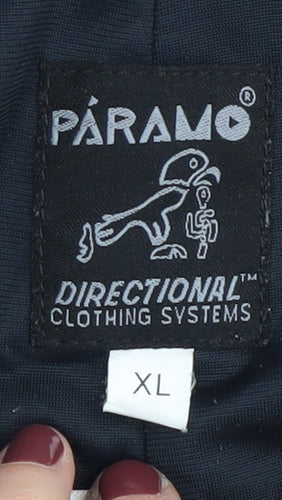 PÁRAMO®
DIRECTIONAL™
CLOTHING SYSTEMS
XL